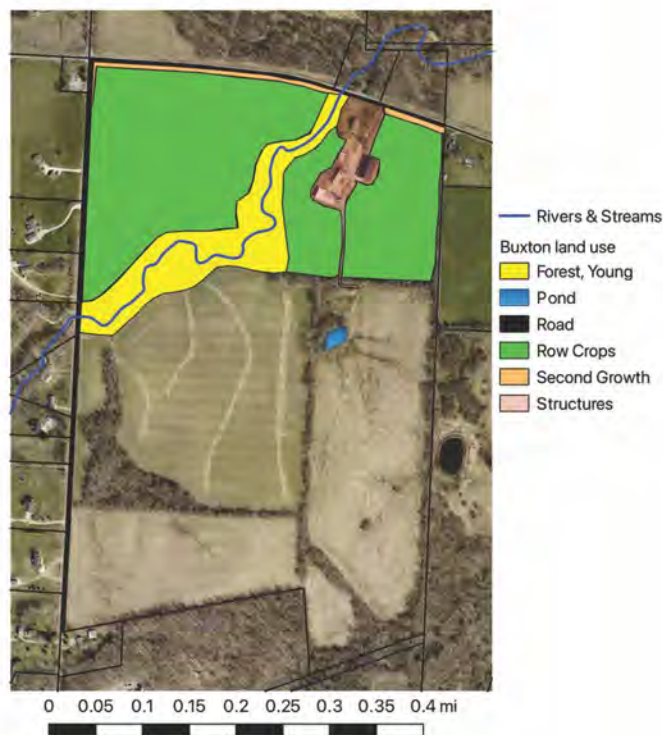 Rivers & Streams
Buxton land use
Forest, Young
Pond
Road
Row Crops
Second Growth
Structures
0 0.05 0.1 0.15 0.2 0.25 0.3 0.35 0.4 mi